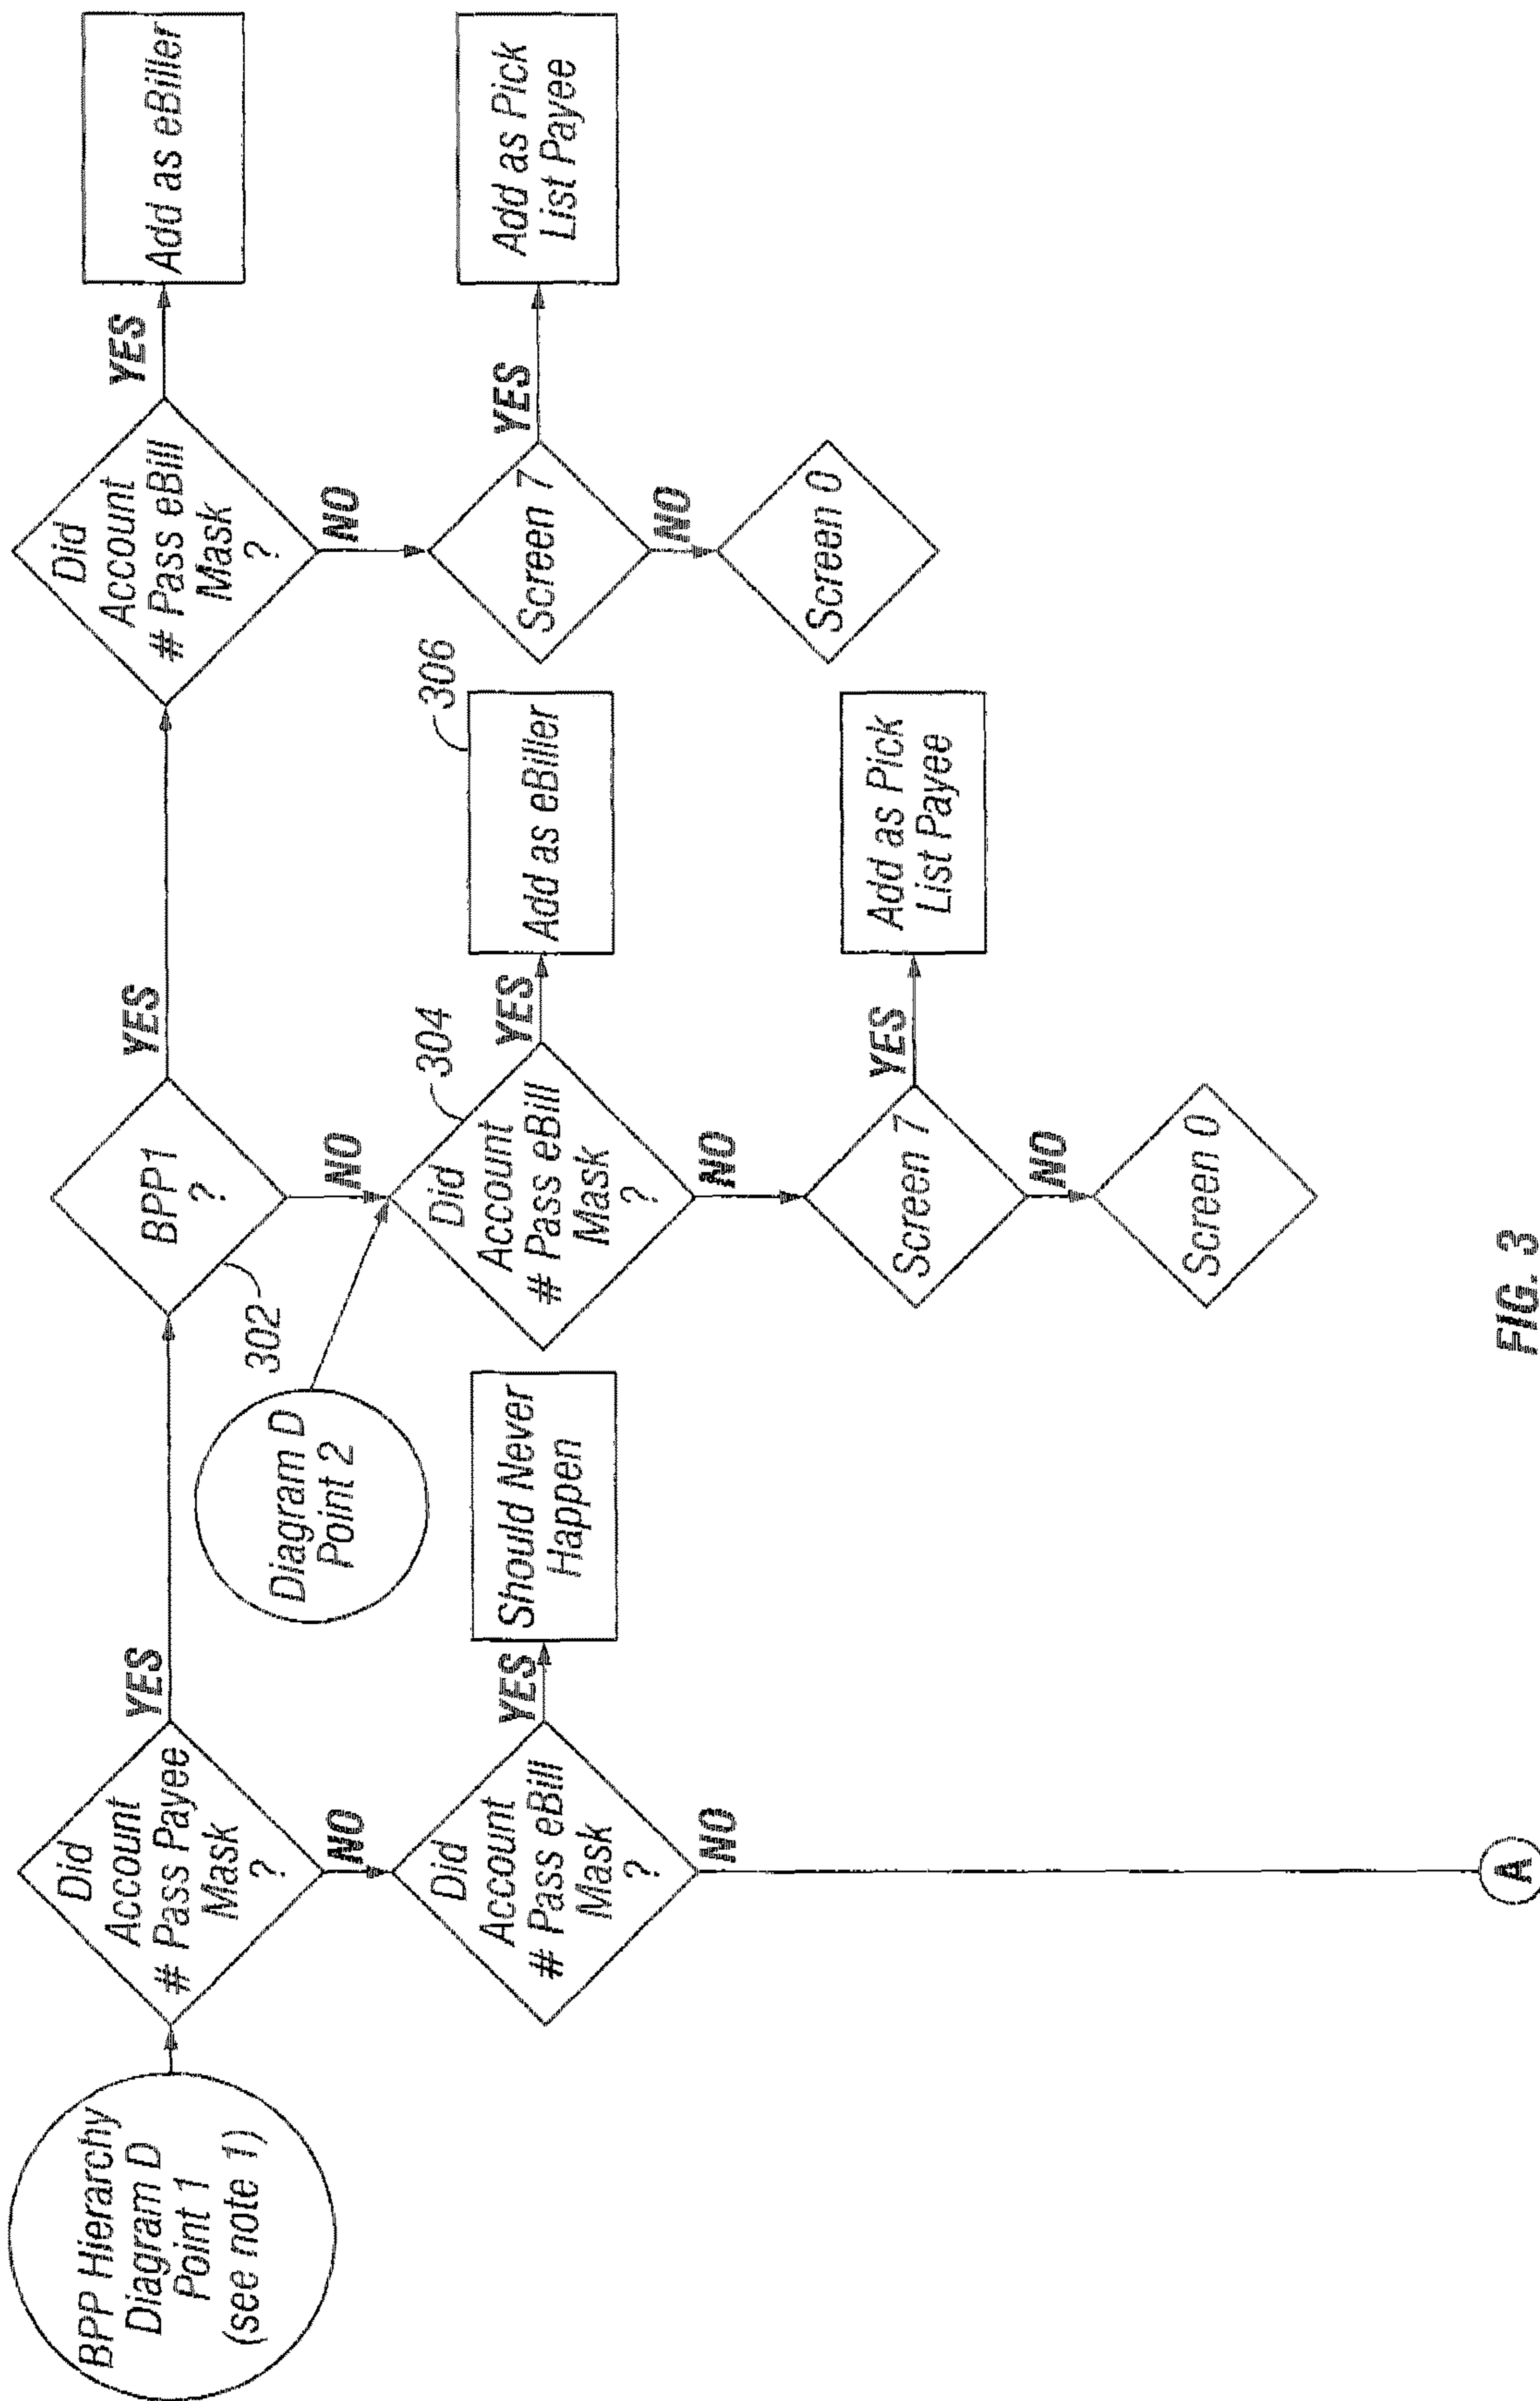 BPP Hierarchy
Diagram D
Point 1
(see note 1)
Did
Account
# Pass Payee
Mask
?
YES
NO
BPP1
?
302
YES
NO
Did
Account
# Pass eBill
Mask
?
YES
NO
Add as eBiller
Diagram D
Point 2
Did
Account
# Pass eBill
Mask
?
YES
NO
Should Never
Happen
Did
Account
# Pass eBill
Mask
?
304
YES
NO
Add as eBiller
306
Screen 7
YES
NO
Add as Pick
List Payee
Screen 7
YES
NO
Add as Pick
List Payee
Screen 0
Screen 0
A
FIG. 3